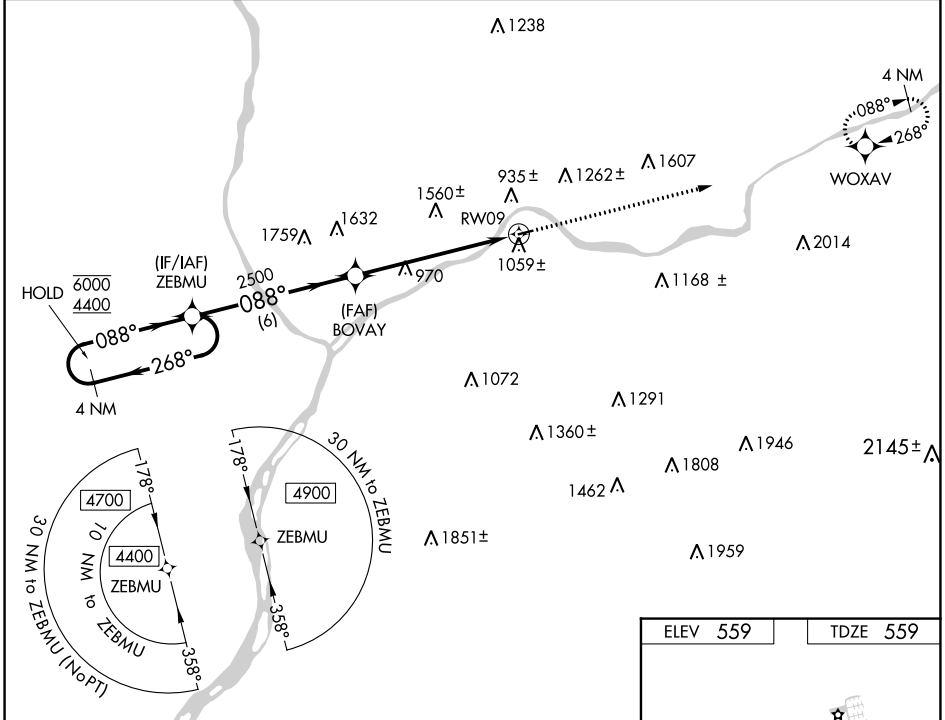 1238
4 NM
088°
268°
WOXAV
1607
1262±
935±
1560±
RW09
1632
1759
1059±
2014
970
1168 ±
(IF/IAF)
ZEBMU
2500
088°
(6)
(FAF)
BOVAY
HOLD
6000
4400
088°
268°
4 NM
1072
1291
1360±
1946
2145±
1808
1462
1851±
1959
178°
4700
10 NM to ZEBMU
4400
ZEBMU
30 NM to ZEBMU (NoPT)
358°
178°
30 NM to ZEBMU
4900
ZEBMU
358°
ELEV 559
TDZE 559